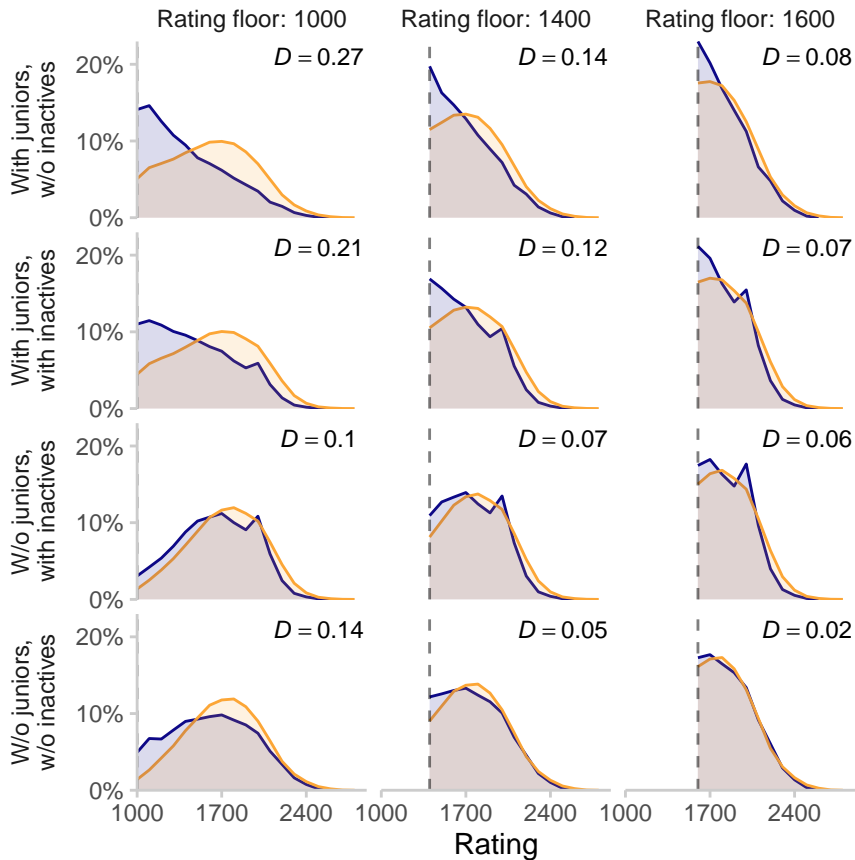 Rating floor: 1000 Rating floor: 1400 Rating floor: 1600
With juniors,
w/o inactives
20%
10%
0%
D = 0.27 D = 0.14 D = 0.08
With juniors,
with inactives
20%
10%
0%
D = 0.21 D = 0.12 D = 0.07
W/o juniors,
with inactives
20%
10%
0%
D = 0.1 D = 0.07 D = 0.06
W/o juniors,
w/o inactives
20%
10%
0%
D = 0.14 D = 0.05 D = 0.02
1000 1700 2400 1000 1700 2400 1000 1700 2400
Rating